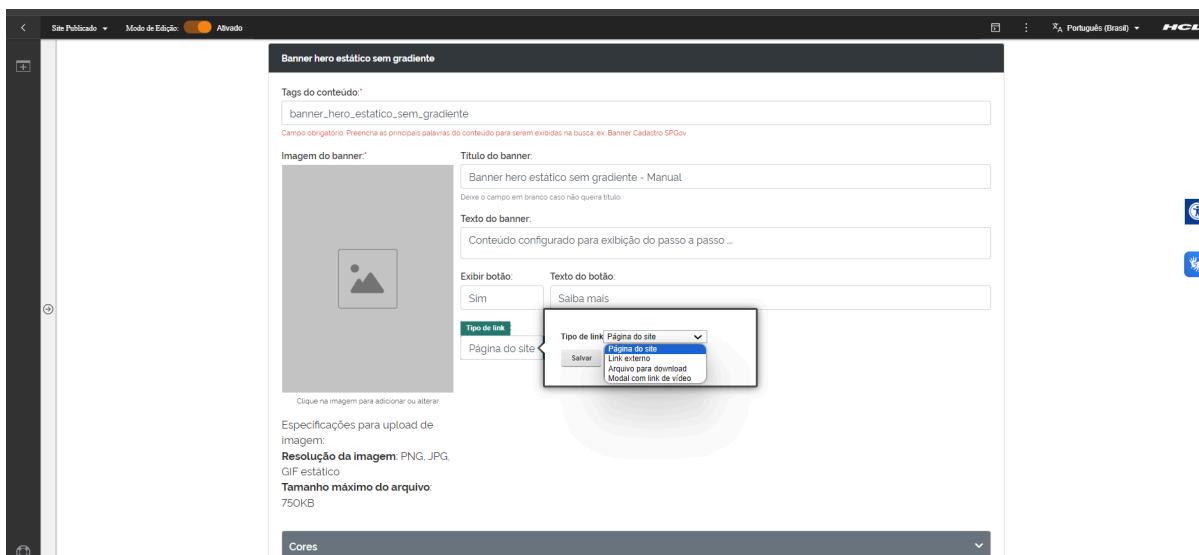 Site Publicado
Modo de Edição:
Ativado
Português (Brasil)
HCL
Banner hero estático sem gradiente
Tags do conteúdo:*
banner_hero_estatico_sem_gradiente
Campo obrigatório. Preencha as principais palavras do conteúdo para serem exibidas na busca. ex: Banner Cadastro SPGov
Imagem do banner:*
Título do banner:
Banner hero estático sem gradiente - Manual
Deixe o campo em branco caso não queira título.
Texto do banner:
Conteúdo configurado para exibição do passo a passo ...
Exibir botão:
Texto do botão:
Sim
Saiba mais
Tipo de link
Página do site
Tipo de link
Página do site
Página do site
Link externo
Arquivo para download
Modal com link de vídeo
Salvar
Clique na imagem para adicionar ou alterar
Especificações para upload de
imagem:
Resolução da imagem: PNG, JPG,
GIF estático
Tamanho máximo do arquivo:
750KB
Cores